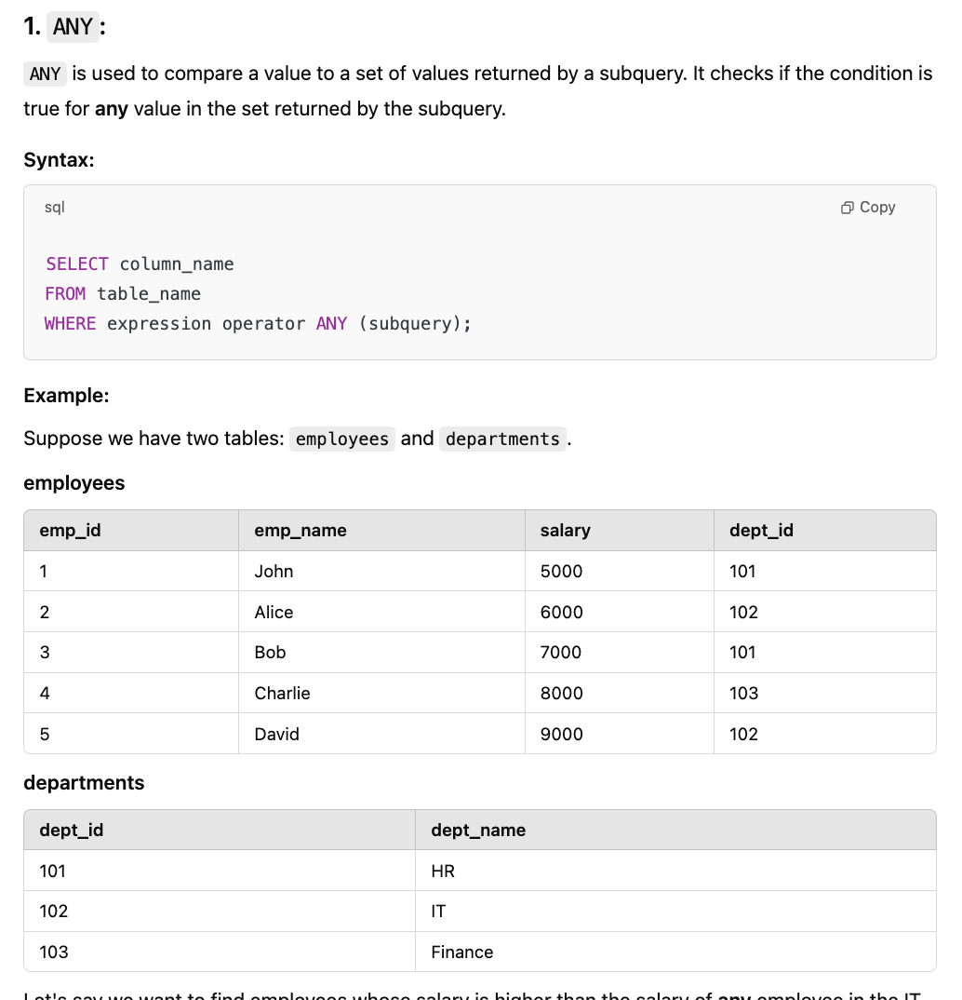 1. ANY:
ANY is used to compare a value to a set of values returned by a subquery. It checks if the condition is
true for any value in the set returned by the subquery.
Syntax:
sql Copy
SELECT column_name
FROM table_name
WHERE expression operator ANY (subquery);
Example:
Suppose we have two tables: employees and departments.
employees
emp_id emp_name salary dept_id
1 John 5000 101
2 Alice 6000 102
3 Bob 7000 101
4 Charlie 8000 103
5 David 9000 102
departments
dept_id dept_name
101 HR
102 IT
103 Finance
Let's say we want to find employees whose salary is higher than the salary of any employee in the IT